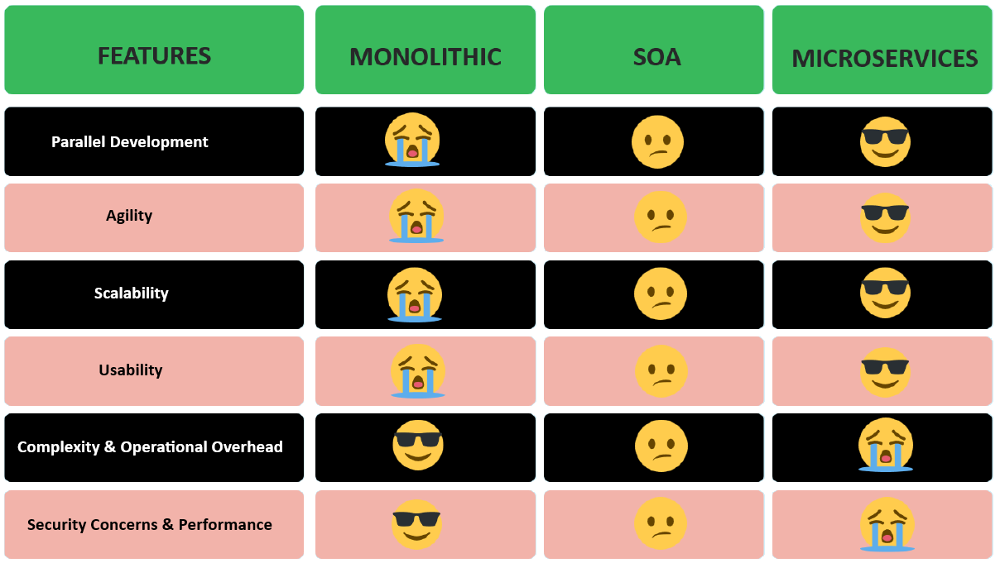 FEATURES
MONOLITHIC
SOA
MICROSERVICES
Parallel Development
Agility
Scalability
Usability
Complexity & Operational Overhead
Security Concerns & Performance